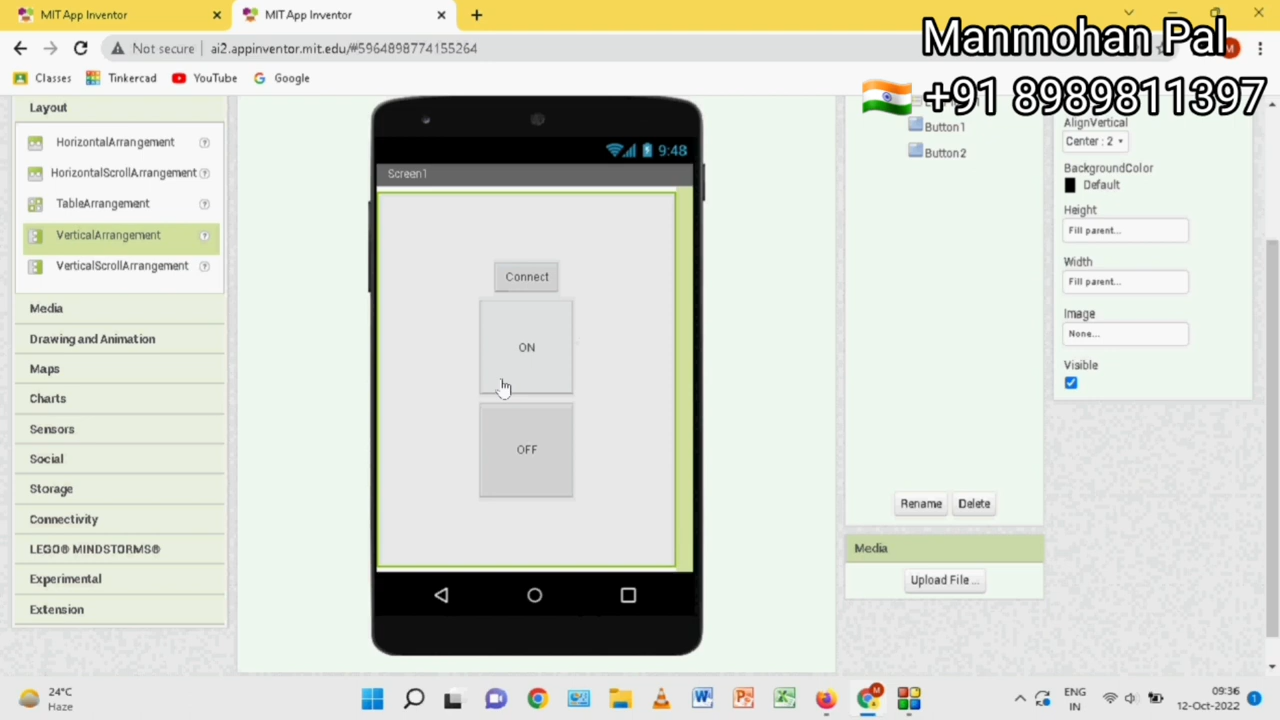 MIT App Inventor
MIT App Inventor
Not secure
ai2.appinventor.mit.edu/#5964898774155264
Manmohan Pal
+91 8989811397
Classes
Tinkercad
YouTube
Google
Layout
HorizontalArrangement
HorizontalScrollArrangement
TableArrangement
VerticalArrangement
VerticalScrollArrangement
Media
Drawing and Animation
Maps
Charts
Sensors
Social
Storage
Connectivity
LEGO® MINDSTORMS®
Experimental
Extension
9:48
Screen1
Connect
ON
OFF
Button1
Button2
Rename
Delete
Media
Upload File ...
AlignVertical
Center : 2
BackgroundColor
Default
Height
Fill parent...
Width
Fill parent...
Image
None...
Visible
24°C
Haze
ENG
IN
09:36
12-Oct-2022